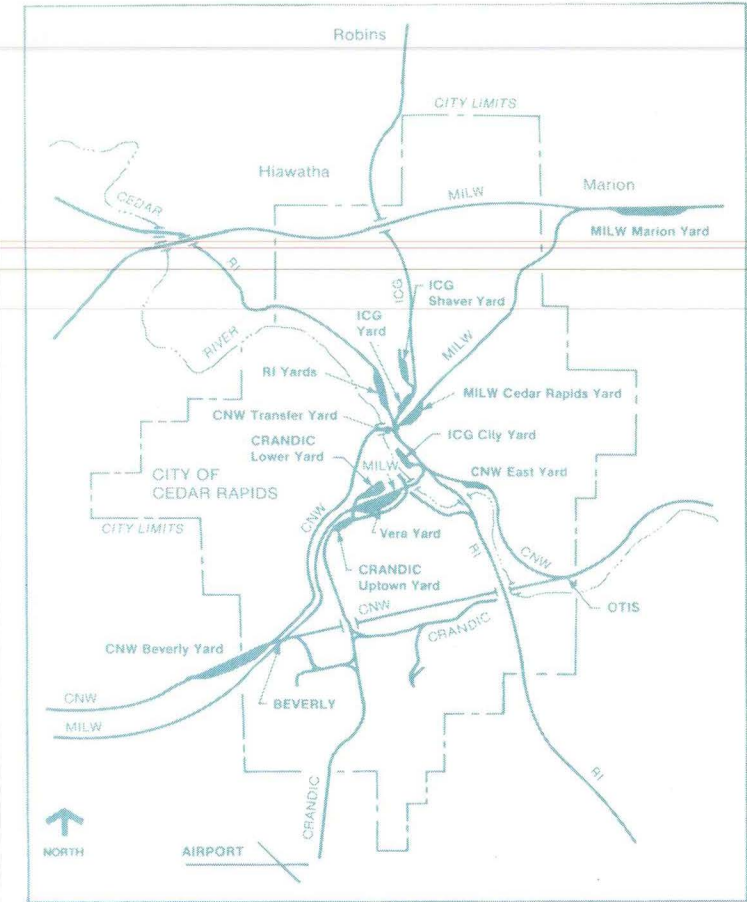 Robins
CITY LIMITS
Hiawatha
MILW
Marion
CEDAR
MILW Marion Yard
RI
ICG
ICG
Shaver Yard
ICG
Yard
MILW
RIVER
RI Yards
MILW Cedar Rapids Yard
CNW Transfer Yard
ICG City Yard
CRANDIC
Lower Yard
MILW
CNW East Yard
CITY OF
CEDAR RAPIDS
CITY LIMITS
CNW
Vera Yard
RI
CNW
CRANDIC
Uptown Yard
CNW
OTIS
CRANDIC
CNW Beverly Yard
CNW
BEVERLY
MILW
RI
CRANDIC
NORTH
AIRPORT